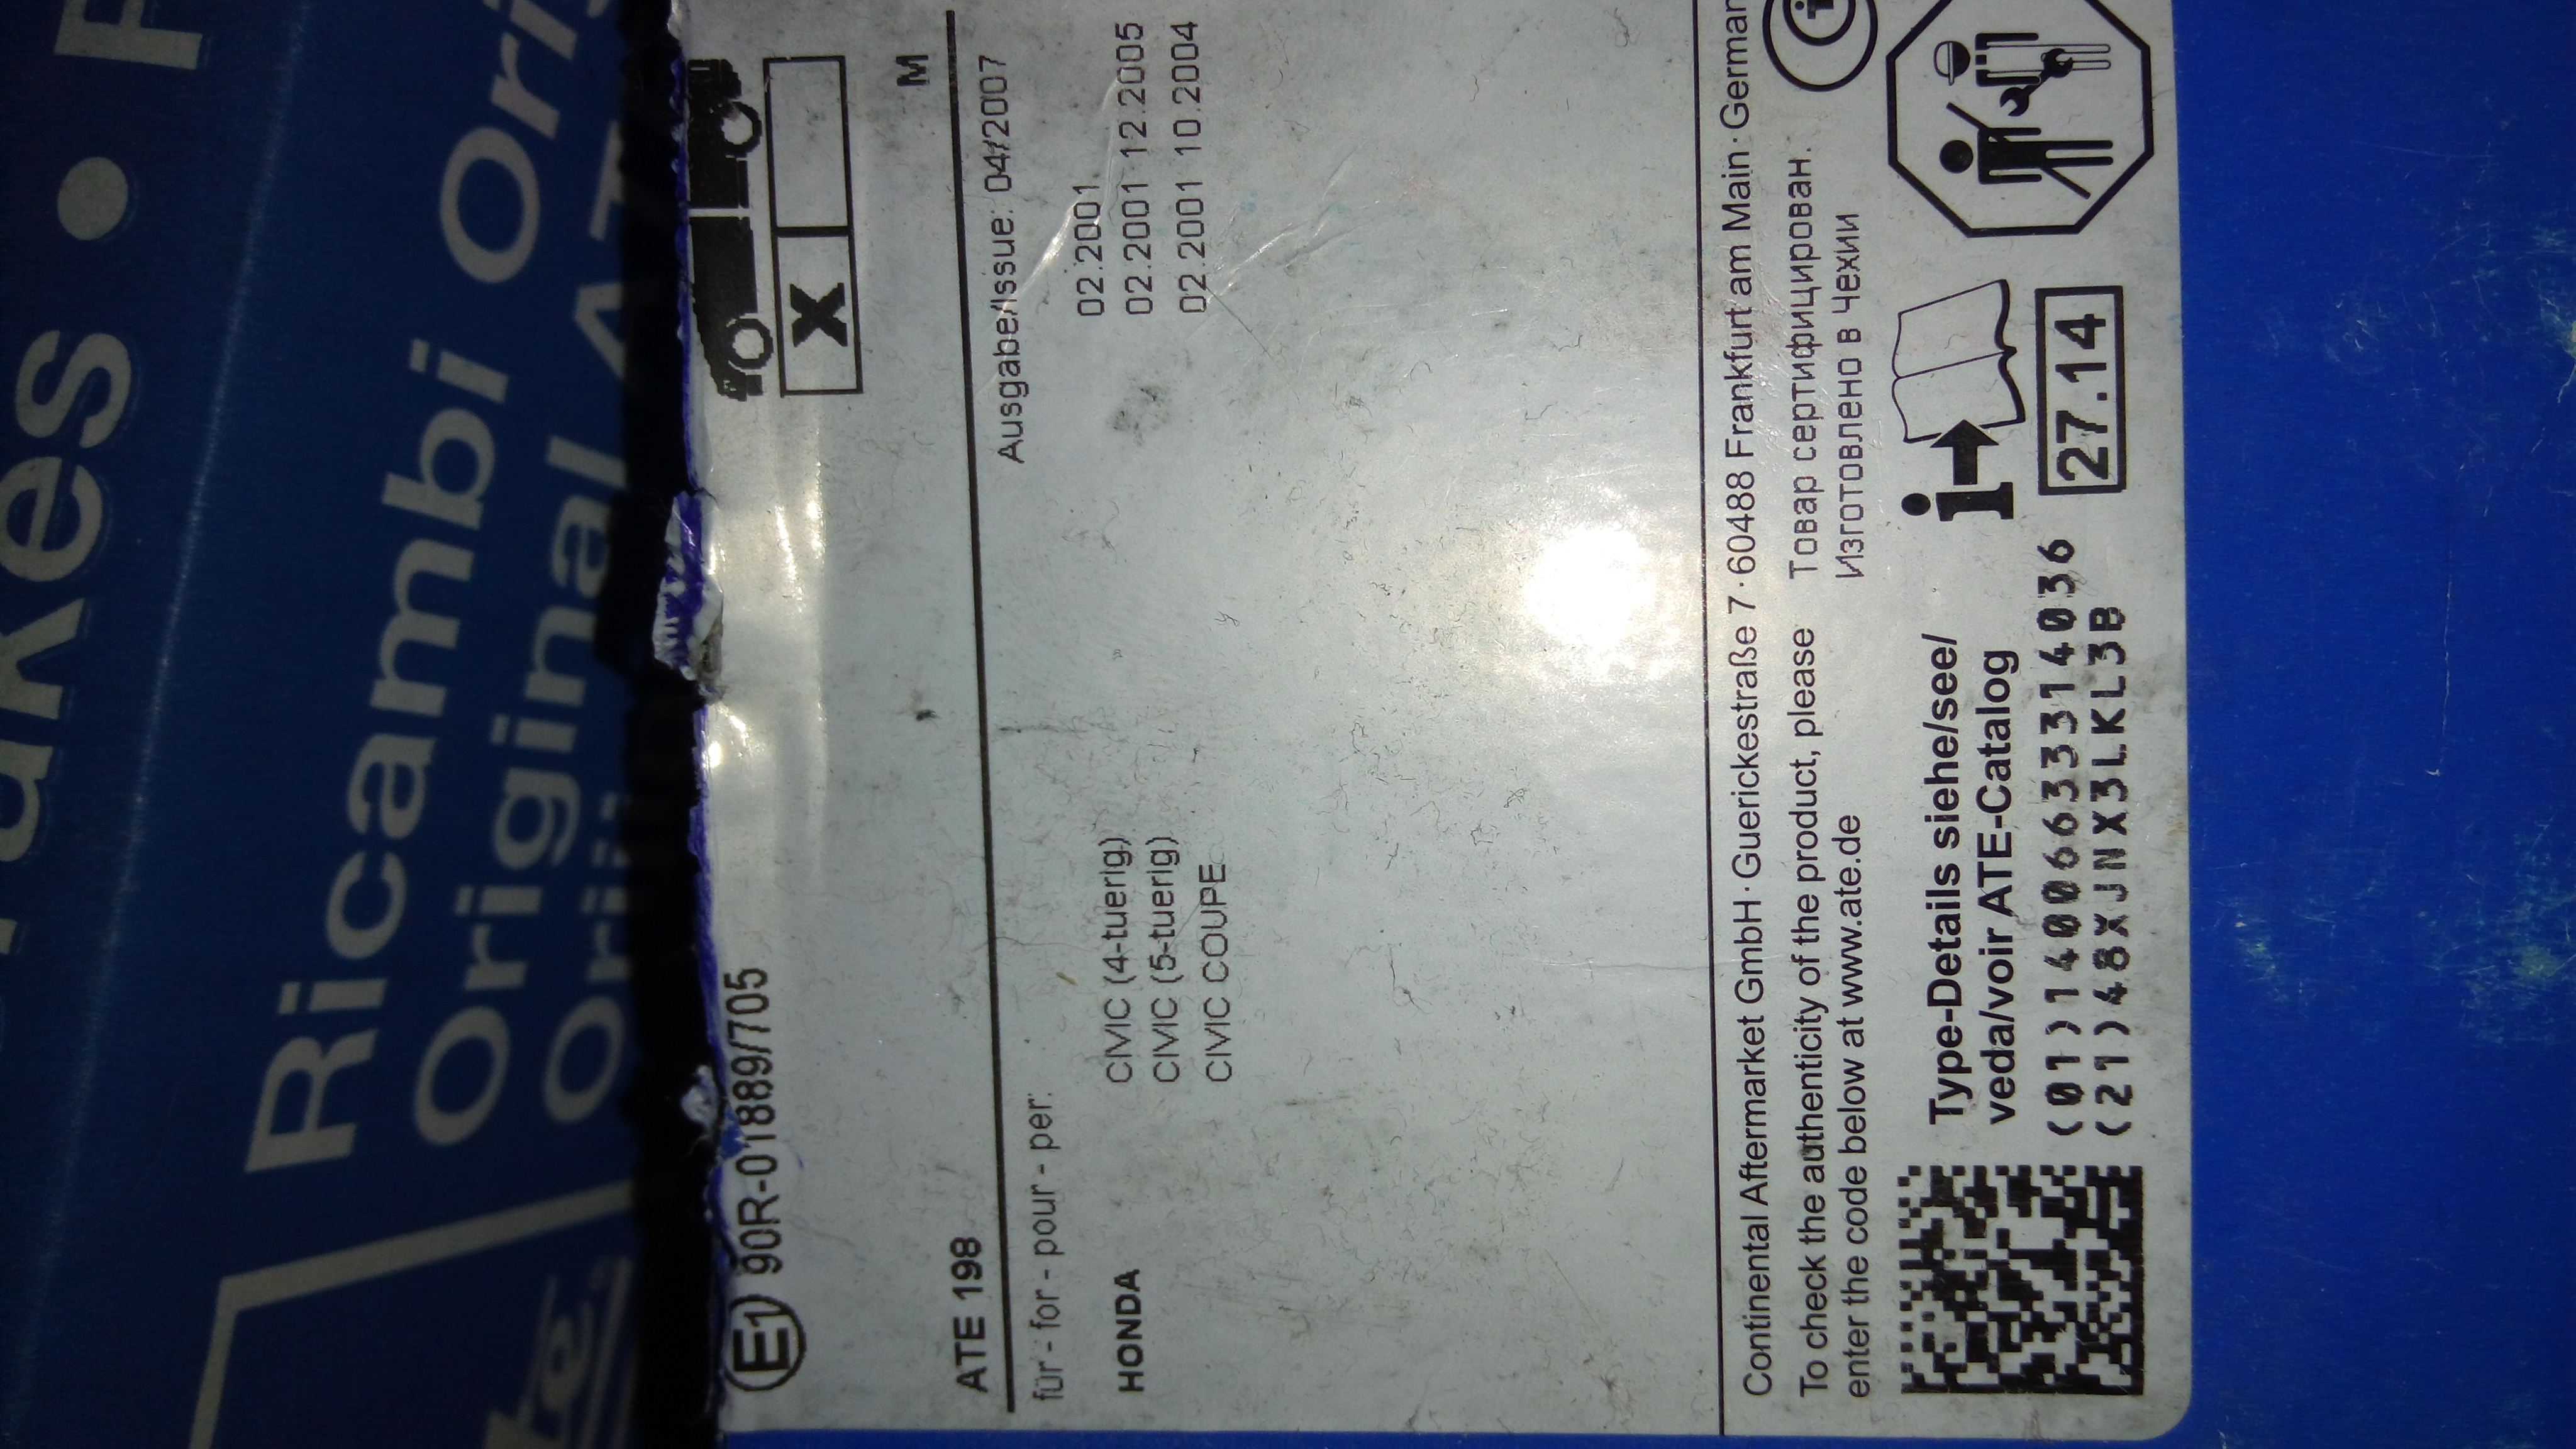 Ricambi Ori
Original AT
E1 90R-01889/705
X
M
ATE 198
Ausgabe/Issue: 04/2007
für - for - pour - per:
HONDA CIVIC (4-tuerig) 02.2001
CIVIC (5-tuerig) 02.2001 12.2005
CIVIC COUPE 02.2001 10.2004
Continental Aftermarket GmbH · Guerickestraße 7 · 60488 Frankfurt am Main · German
To check the authenticity of the product, please
enter the code below at www.ate.de
Товар сертифицирован.
Изготовлено в Чехии
Type-Details siehe/see/
veda/voir ATE-Catalog
i
(01)14006633314036
(21)48XJNX3LKL3B
27.14